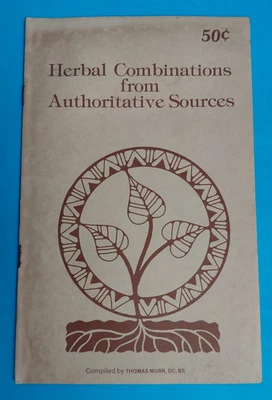 50¢
Herbal Combinations
from
Authoritative Sources
Compiled by THOMAS MURR, DC, BS